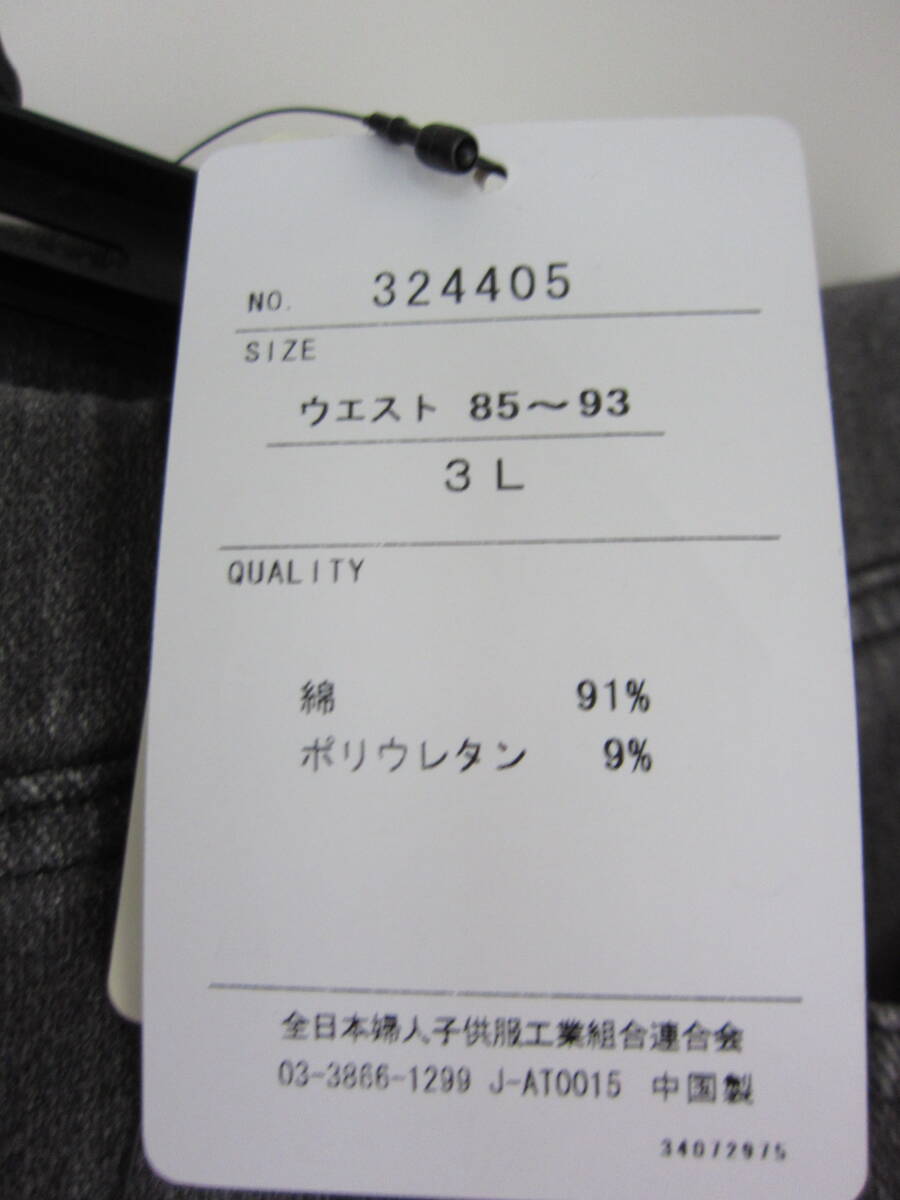 NO. 324405
SIZE
ウエスト 85〜93
3L
QUALITY
綿 91%
ポリウレタン 9%
全日本婦人子供服工業組合連合会
03-3866-1299 J-AT0015 中国製
34072975